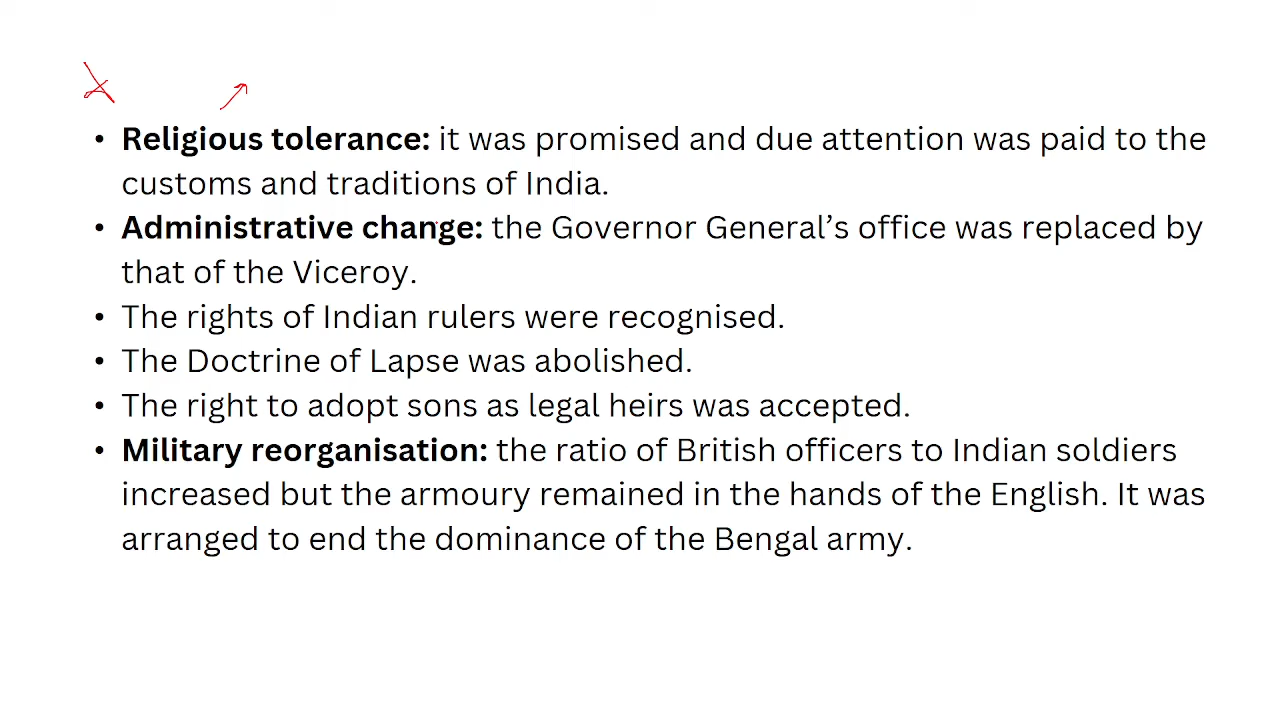 • Religious tolerance: it was promised and due attention was paid to the
customs and traditions of India.
• Administrative change: the Governor General’s office was replaced by
that of the Viceroy.
• The rights of Indian rulers were recognised.
• The Doctrine of Lapse was abolished.
• The right to adopt sons as legal heirs was accepted.
• Military reorganisation: the ratio of British officers to Indian soldiers
increased but the armoury remained in the hands of the English. It was
arranged to end the dominance of the Bengal army.